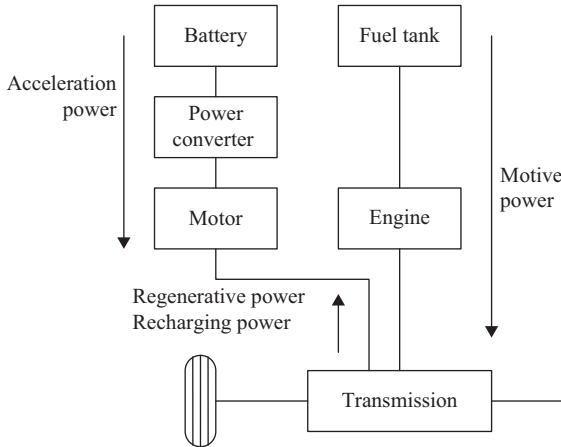 Battery
Fuel tank
Acceleration
power
Power
converter
Motive
power
Motor
Engine
Regenerative power
Recharging power
Transmission